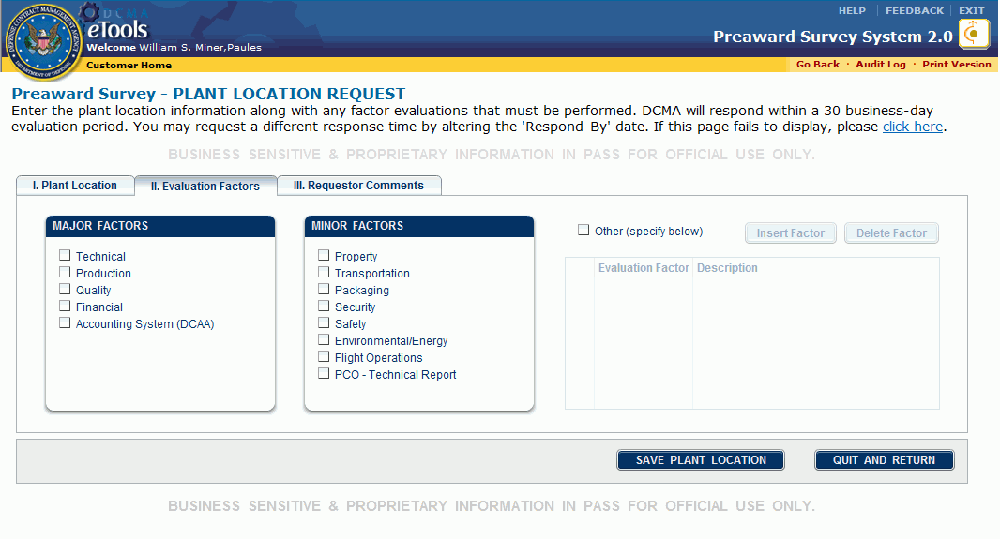 HELP | FEEDBACK | EXIT
DCMA
eTools
Welcome William S. Miner,Paules
Preaward Survey System 2.0
DEFENSE CONTRACT MANAGEMENT AGENCY
DEPARTMENT OF DEFENSE
Customer Home
Go Back · Audit Log · Print Version
Preaward Survey - PLANT LOCATION REQUEST
Enter the plant location information along with any factor evaluations that must be performed. DCMA will respond within a 30 business-day
evaluation period. You may request a different response time by altering the 'Respond-By' date. If this page fails to display, please click here.
BUSINESS SENSITIVE & PROPRIETARY INFORMATION IN PASS FOR OFFICIAL USE ONLY.
I. Plant Location
II. Evaluation Factors
III. Requestor Comments
MAJOR FACTORS
Technical
Production
Quality
Financial
Accounting System (DCAA)
MINOR FACTORS
Property
Transportation
Packaging
Security
Safety
Environmental/Energy
Flight Operations
PCO - Technical Report
Other (specify below)
Insert Factor
Delete Factor
Evaluation Factor
Description
SAVE PLANT LOCATION
QUIT AND RETURN
BUSINESS SENSITIVE & PROPRIETARY INFORMATION IN PASS FOR OFFICIAL USE ONLY.